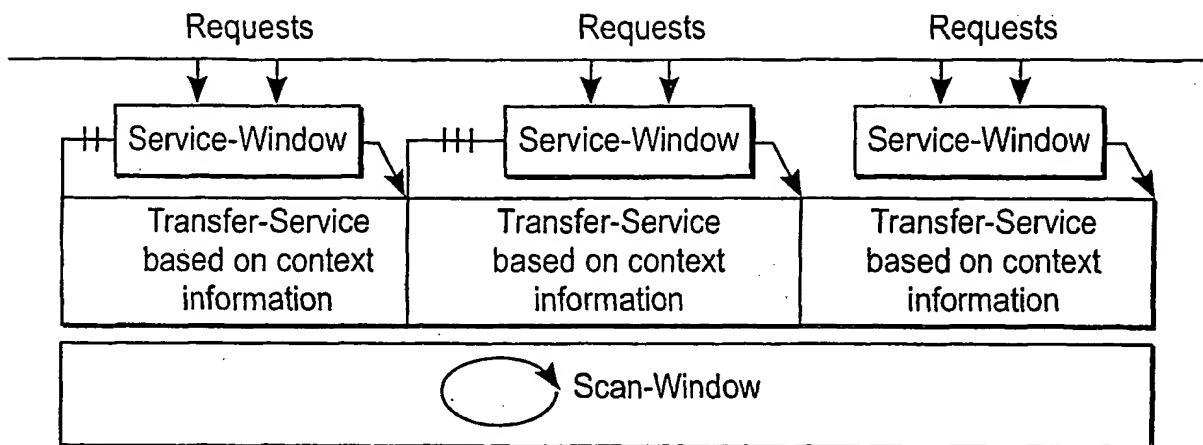 Requests
Requests
Requests
Service-Window
Service-Window
Service-Window
Transfer-Service
based on context
information
Transfer-Service
based on context
information
Transfer-Service
based on context
information
Scan-Window